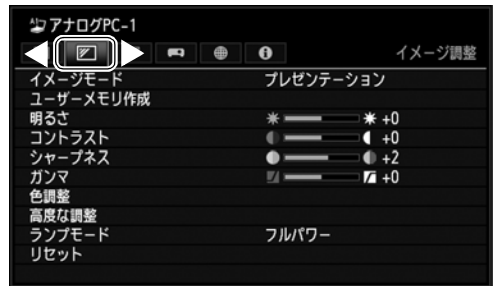 アナログPC-1
イメージ調整
イメージモード プレゼンテーション
ユーザーメモリ作成
明るさ +0
コントラスト +0
シャープネス +2
ガンマ +0
色調整
高度な調整
ランプモード フルパワー
リセット